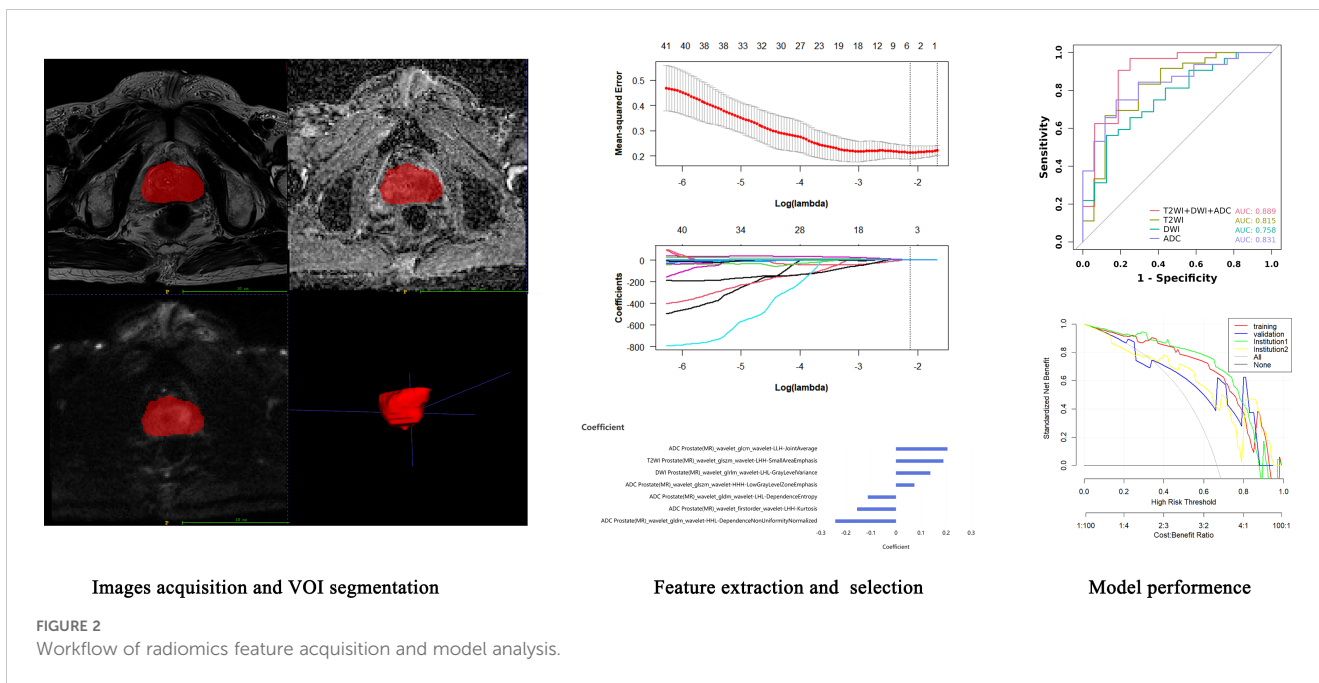 P
P
P
41 40 38 38 33 32 30 27 23 19 18 12 9 6 2 1
Mean-squared Error
0.5
0.4
0.3
0.2
-6 -5 -4 -3 -2
Log(lambda)
40 34 28 18 3
Coefficients
0
-200
-400
-600
-800
-6 -5 -4 -3 -2
Log(lambda)
Coefficient
ADC Prostate(MR)_wavelet_glcm_wavelet-LLH-JointAverage
T2WI Prostate(MR)_wavelet_glszm_wavelet-LHH-SmallAreaEmphasis
DWI Prostate(MR)_wavelet_glrlm_wavelet-LHL-GrayLevelVariance
ADC Prostate(MR)_wavelet_glszm_wavelet-HHH-LowGrayLevelZoneEmphasis
ADC Prostate(MR)_wavelet_gldm_wavelet-LHL-DependenceEntropy
ADC Prostate(MR)_wavelet_firstorder_wavelet-LHH-Kurtosis
ADC Prostate(MR)_wavelet_gldm_wavelet-HHL-DependenceNonUniformityNormalized
-0.3 -0.2 -0.1 0 0.1 0.2 0.3
Coefficient
Sensitivity
1.0
0.8
0.6
0.4
0.2
0.0
T2WI+DWI+ADC AUC: 0.889
T2WI AUC: 0.815
DWI AUC: 0.758
ADC AUC: 0.831
0.0 0.2 0.4 0.6 0.8 1.0
1 - Specificity
Standardized Net Benefit
1.0
0.8
0.6
0.4
0.2
0.0
training
validation
Institution1
Institution2
All
None
0.0 0.2 0.4 0.6 0.8 1.0
High Risk Threshold
1:100 1:4 2:3 3:2 4:1 100:1
Cost:Benefit Ratio
Images acquisition and VOI segmentation
Feature extraction and selection
Model performence
FIGURE 2
Workflow of radiomics feature acquisition and model analysis.